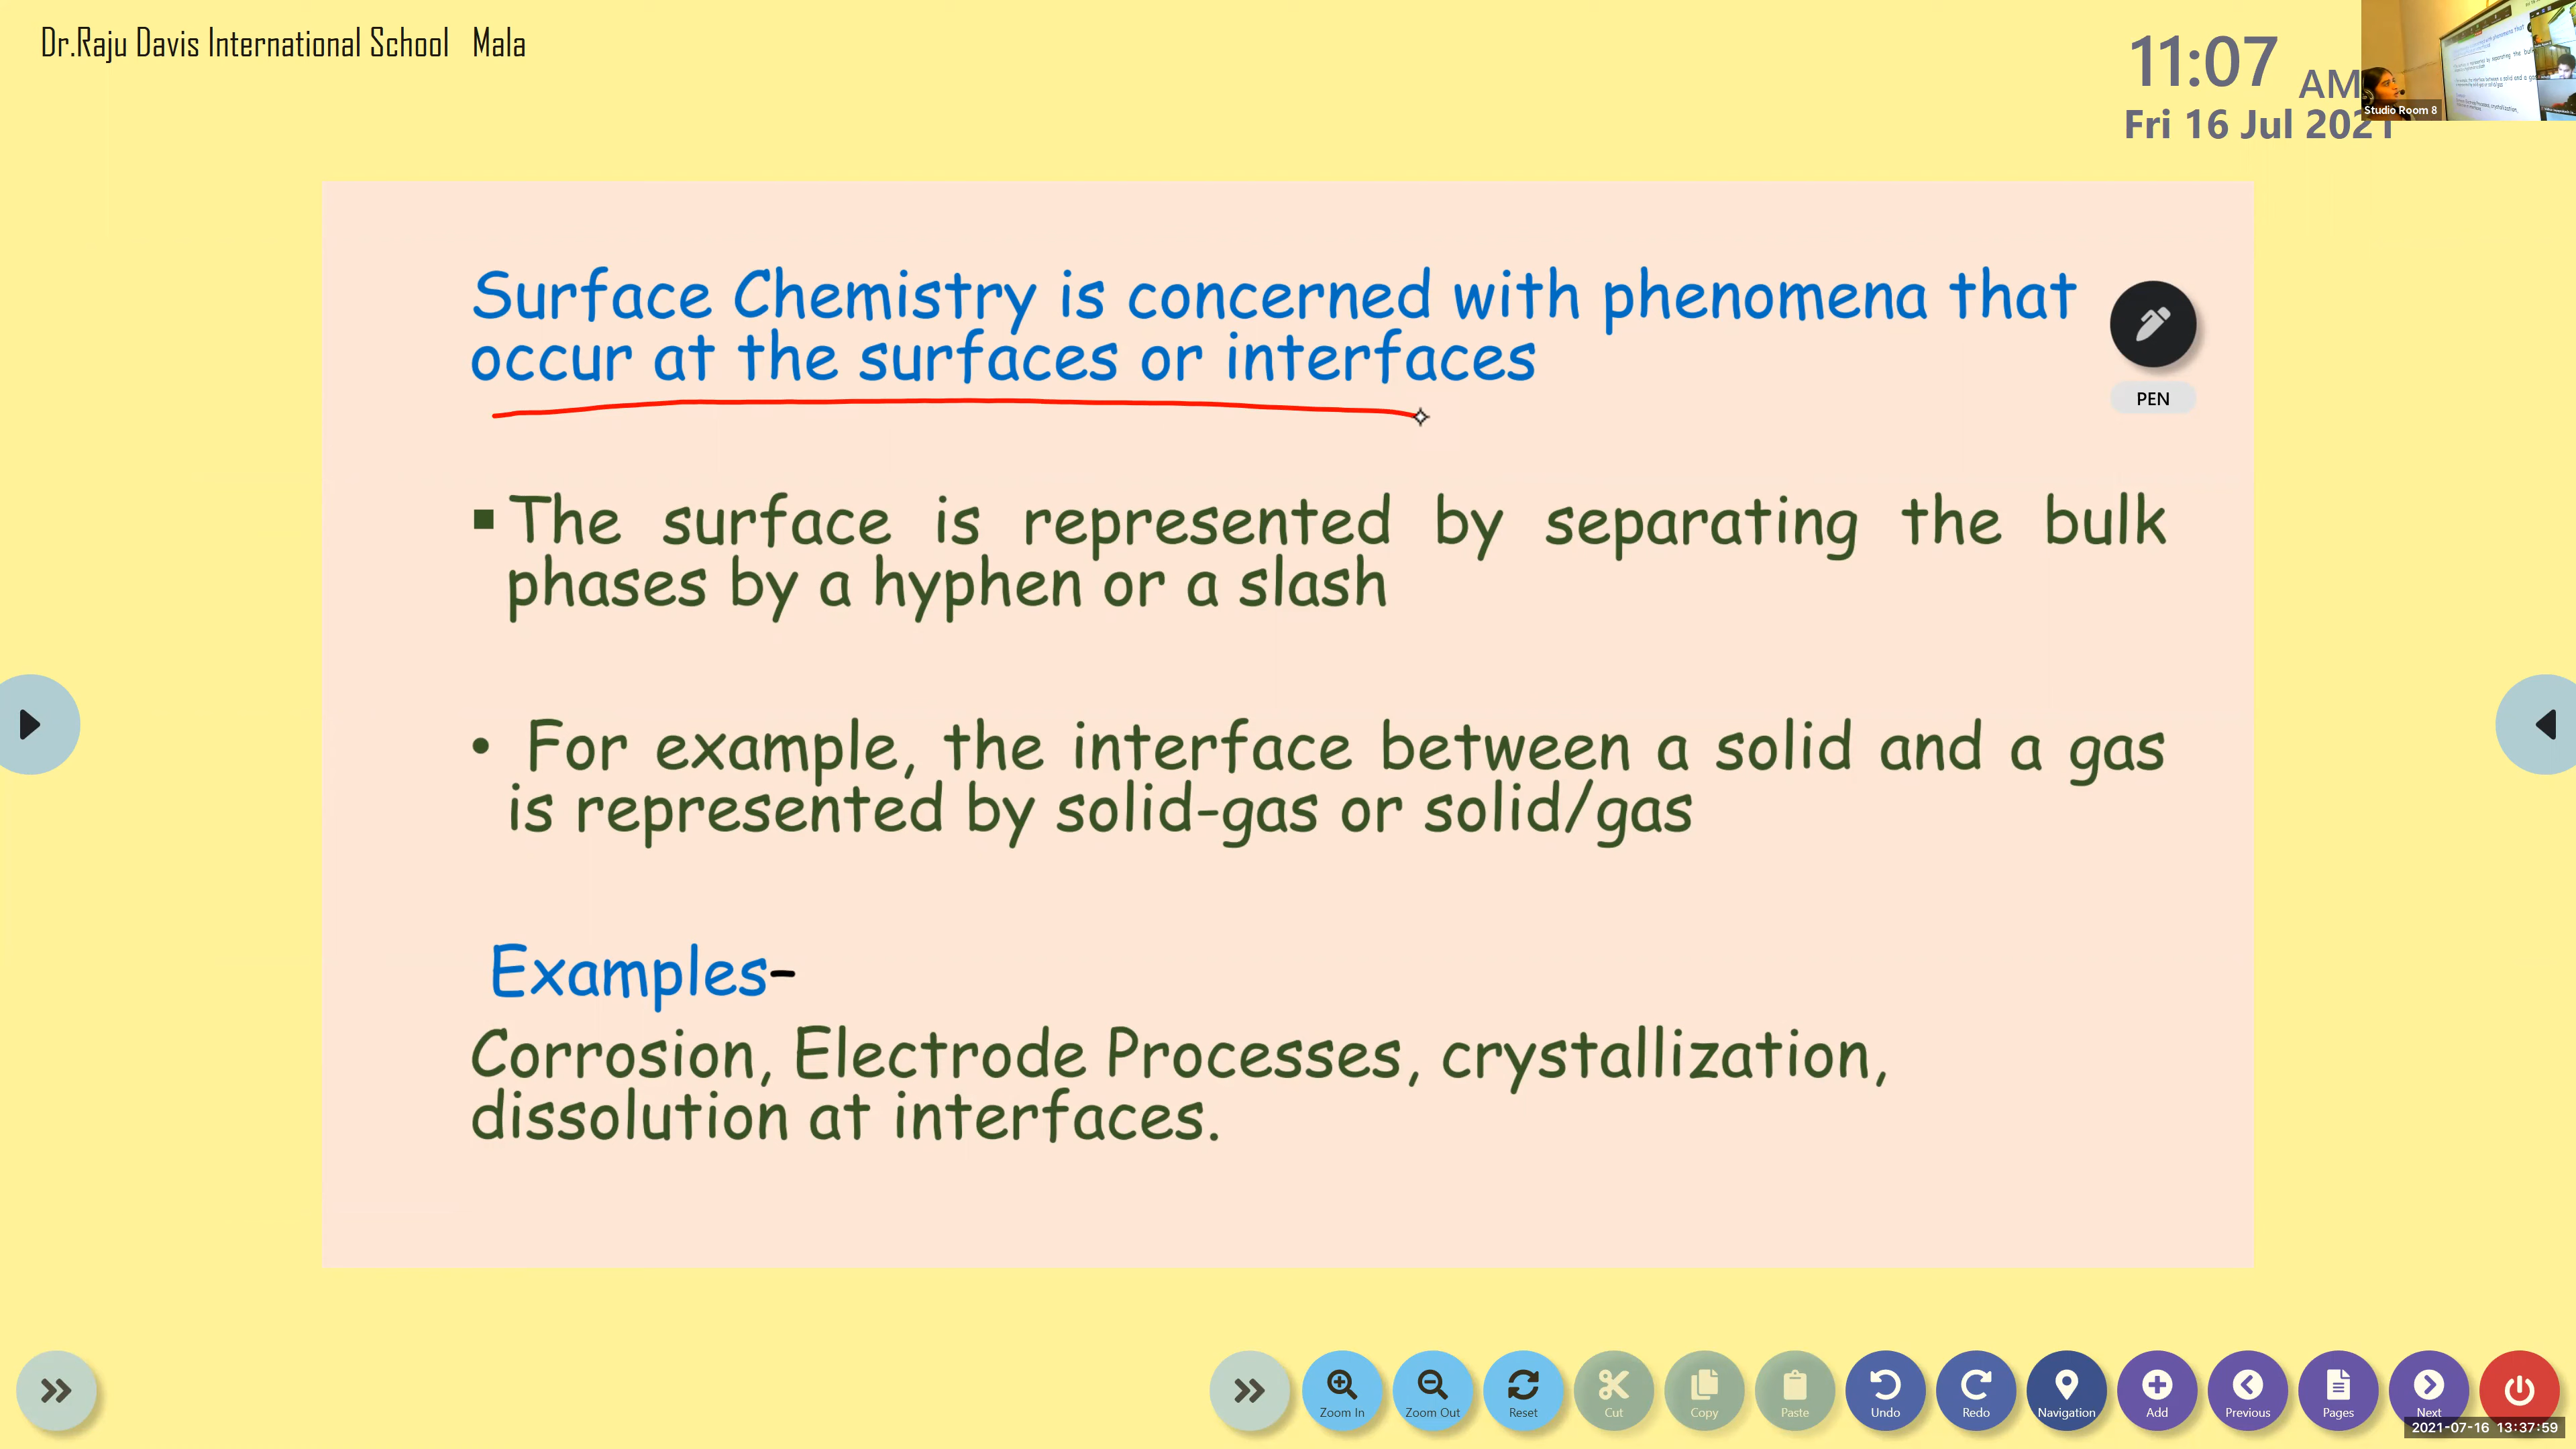 Dr.Raju Davis International School Mala
11:07 AM
Fri 16 Jul 2021
Studio Room 8
Surface Chemistry is concerned with phenomena that
occur at the surfaces or interfaces
PEN
▪ The surface is represented by separating the bulk
phases by a hyphen or a slash
• For example, the interface between a solid and a gas
is represented by solid-gas or solid/gas
Examples-
Corrosion, Electrode Processes, crystallization,
dissolution at interfaces.
Zoom In
Zoom Out
Reset
Cut
Copy
Paste
Undo
Redo
Navigation
Add
Previous
Pages
Next
2021-07-16 13:37:59